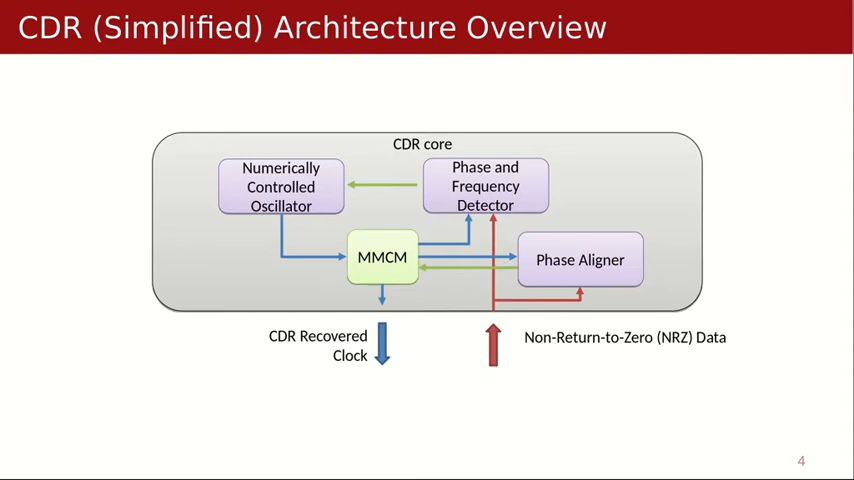 CDR (Simplified) Architecture Overview
CDR core
Numerically
Controlled
Oscillator
Phase and
Frequency
Detector
MMCM
Phase Aligner
CDR Recovered
Clock
Non-Return-to-Zero (NRZ) Data
4